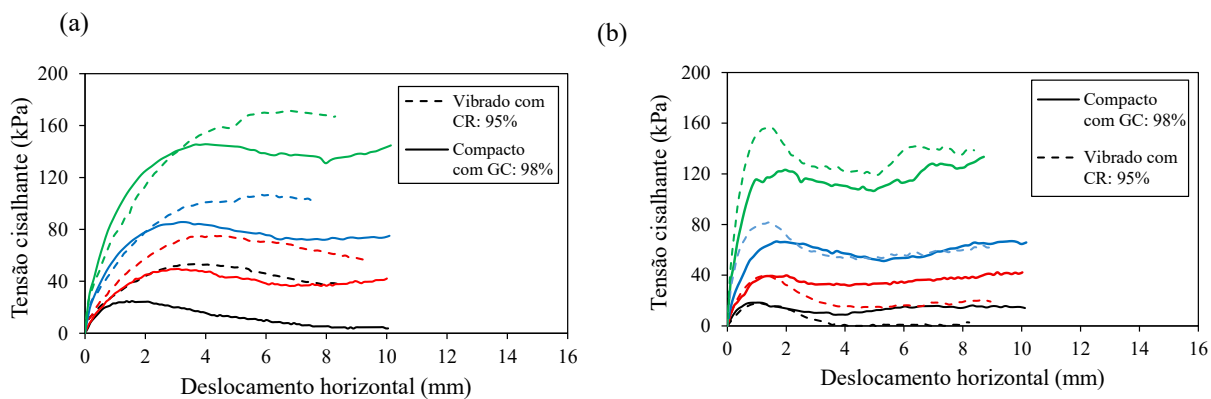 (a)
Tensão cisalhante (kPa)
200
160
120
80
40
0
0 2 4 6 8 10 12 14 16
Deslocamento horizontal (mm)
Vibrado com
CR: 95%
Compacto
com GC: 98%
(b)
Tensão cisalhante (kPa)
200
160
120
80
40
0
0 2 4 6 8 10 12 14 16
Deslocamento horizontal (mm)
Compacto
com GC: 98%
Vibrado com
CR: 95%